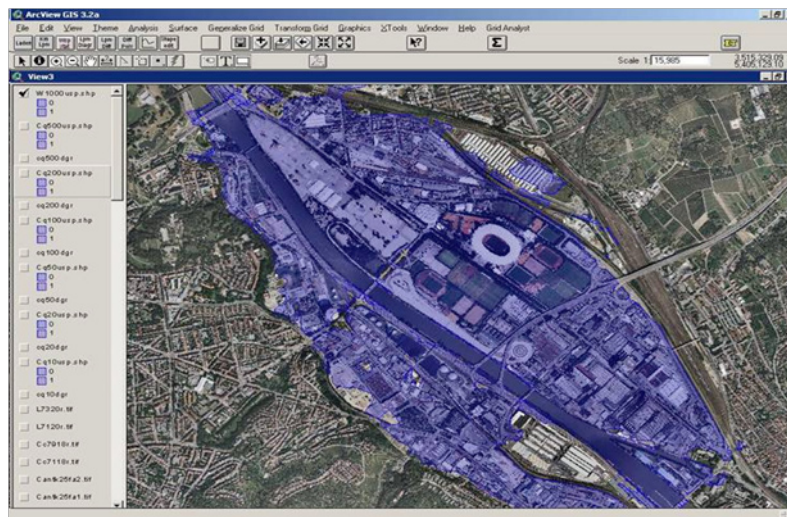 ArcView GIS 3.2a
File Edit View Theme Analysis Surface Generalize Grid Transform Grid Graphics XTools Window Help Grid Analyst
Scale 1: 15,985
View3
W1000usp.shp
0
1
Cq500usp.shp
0
1
cq500dgr
Cq200usp.shp
0
1
cq200dgr
Cq100usp.shp
0
1
cq100dgr
Cq50usp.shp
0
1
cq50dgr
Cq20usp.shp
0
1
cq20dgr
Cq10usp.shp
0
1
cq10dgr
L7320r.tif
L7120r.tif
Cc7918r.tif
Cc7118r.tif
Cantk25fa2.tif
Cantk25fa1.tif